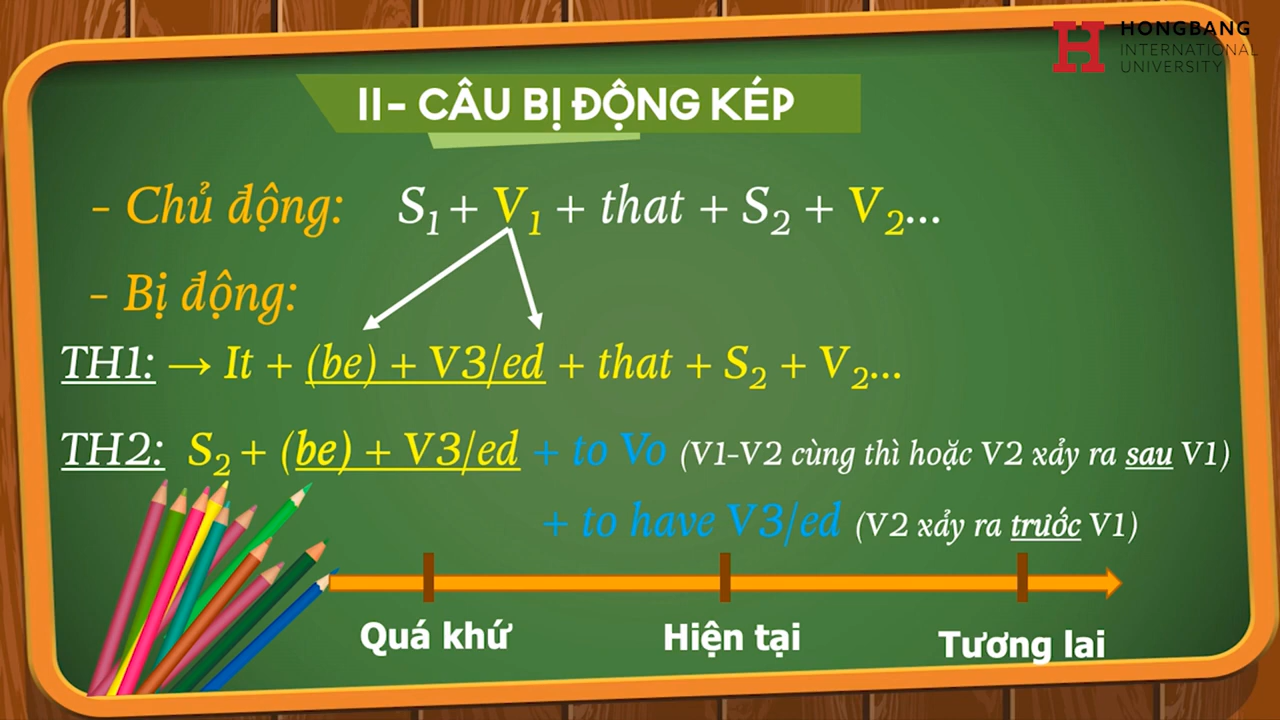 HONGBANG
INTERNATIONAL
UNIVERSITY
II- CÂU BỊ ĐỘNG KÉP
- Chủ động: S₁ + V₁ + that + S₂ + V₂...
- Bị động:
TH1: → It + (be) + V3/ed + that + S₂ + V₂...
TH2: S₂ + (be) + V3/ed + to Vo (V1-V2 cùng thì hoặc V2 xảy ra sau V1)
+ to have V3/ed (V2 xảy ra trước V1)
Quá khứ Hiện tại Tương lai